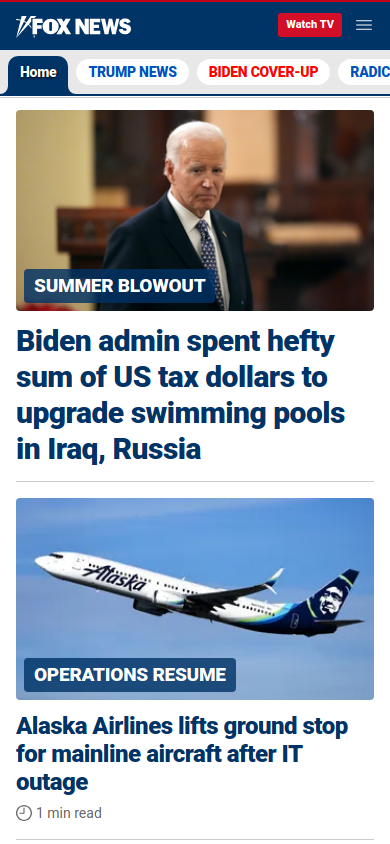 FOX NEWS
Watch TV
Home
TRUMP NEWS
BIDEN COVER-UP
RADIC
SUMMER BLOWOUT
Biden admin spent hefty
sum of US tax dollars to
upgrade swimming pools
in Iraq, Russia
Alaska
OPERATIONS RESUME
Alaska Airlines lifts ground stop
for mainline aircraft after IT
outage
1 min read